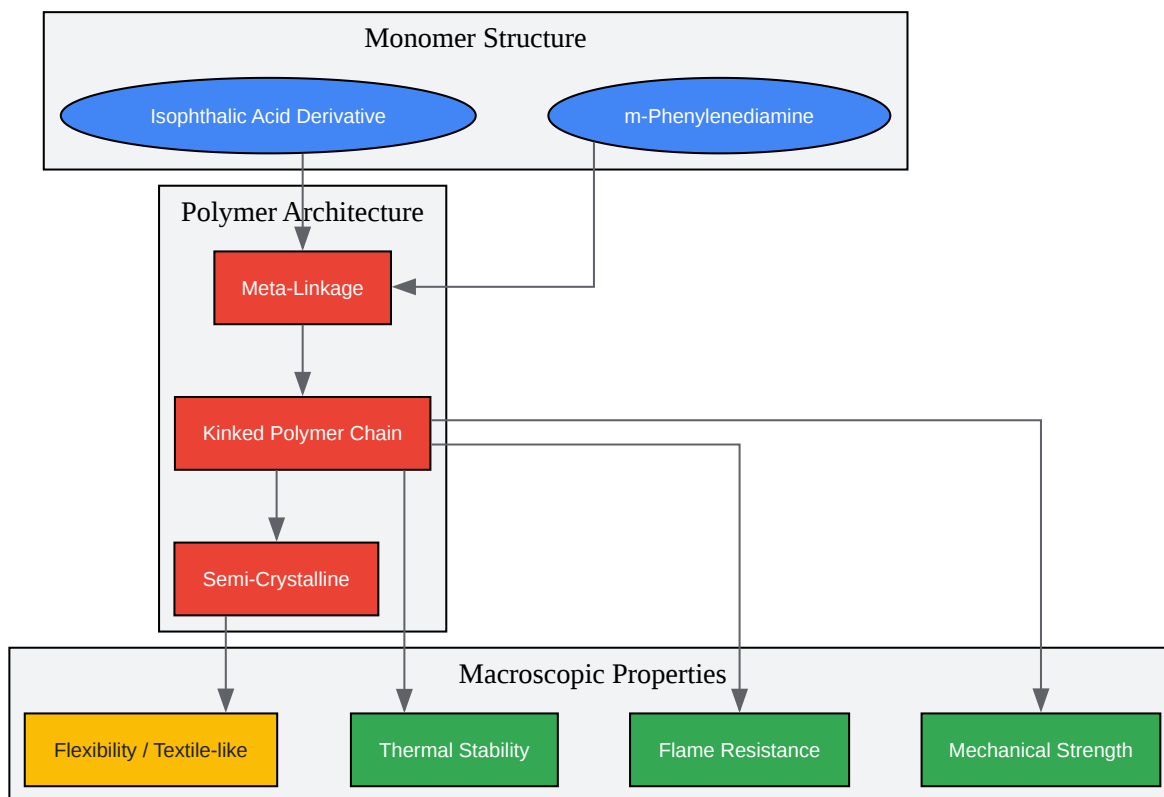 Monomer Structure
Isophthalic Acid Derivative
m-Phenylenediamine
Polymer Architecture
Meta-Linkage
Kinked Polymer Chain
Semi-Crystalline
Macroscopic Properties
Flexibility / Textile-like
Thermal Stability
Flame Resistance
Mechanical Strength